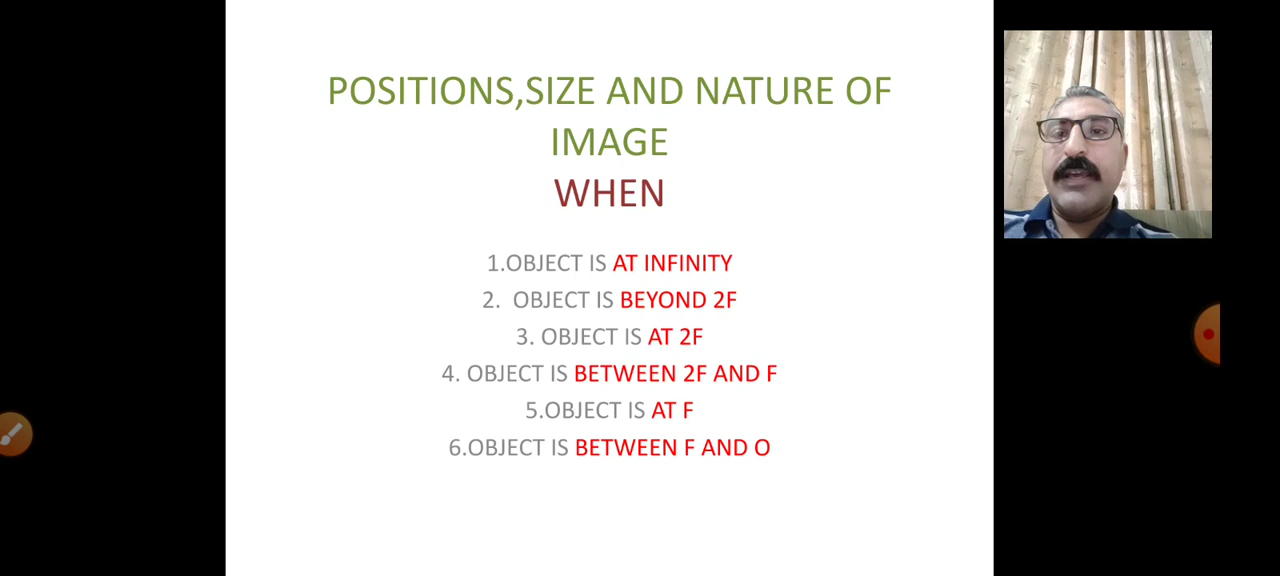 POSITIONS,SIZE AND NATURE OF
IMAGE
WHEN
1.OBJECT IS AT INFINITY
2. OBJECT IS BEYOND 2F
3. OBJECT IS AT 2F
4. OBJECT IS BETWEEN 2F AND F
5.OBJECT IS AT F
6.OBJECT IS BETWEEN F AND O